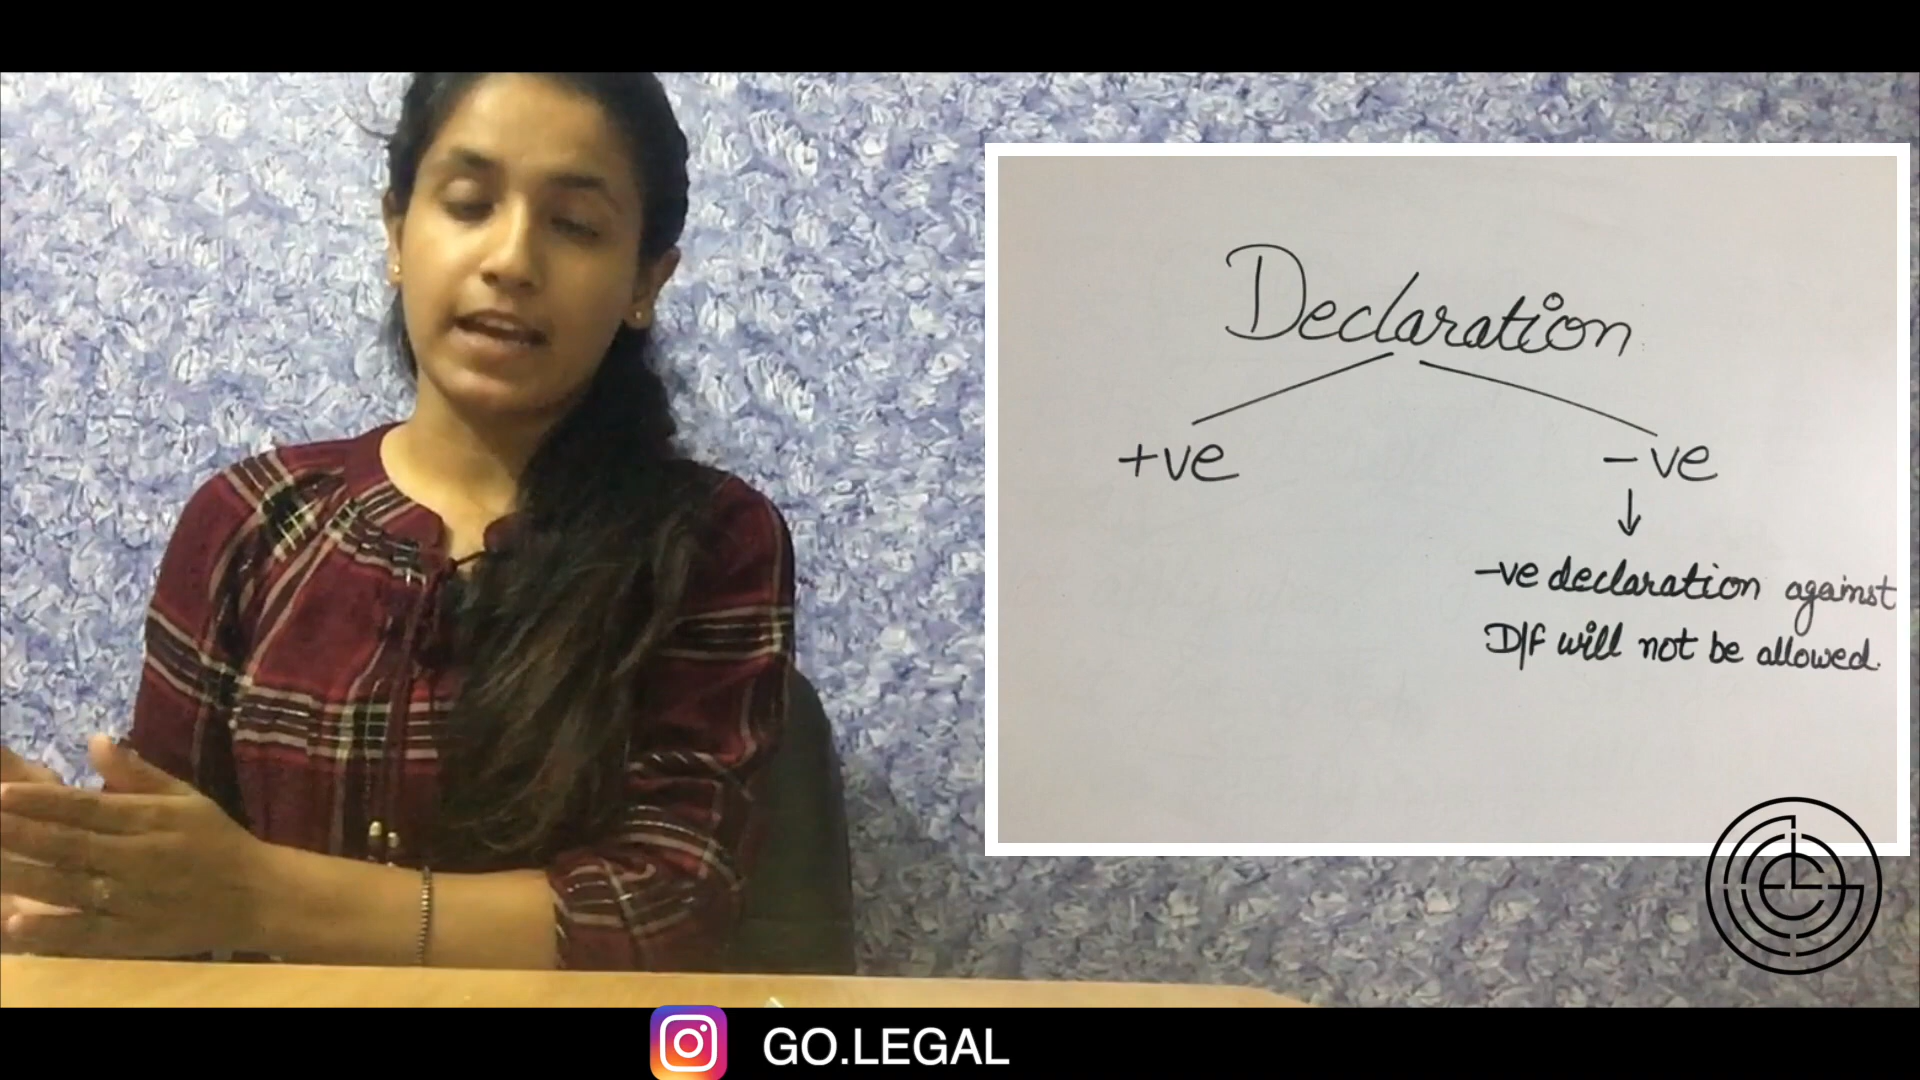 Declaration
+ve
-ve
-ve declaration against
D/f will not be allowed.
GO.LEGAL